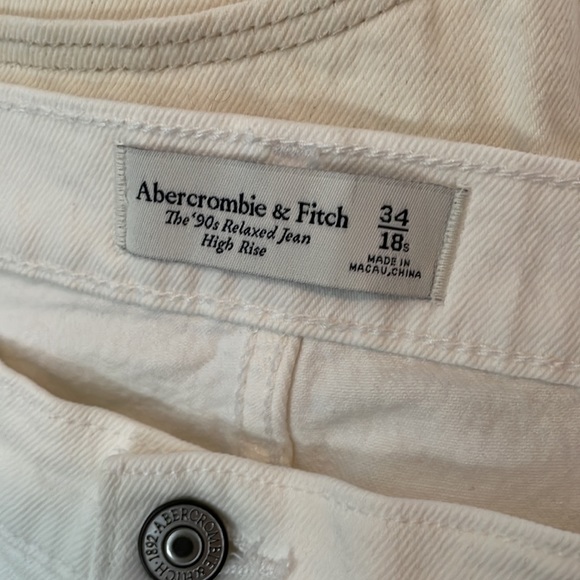 Abercrombie & Fitch
The '90s Relaxed Jean
High Rise
34
18s
MADE IN
MACAU, CHINA
ABERCROMBIE & FITCH · 1892 ·